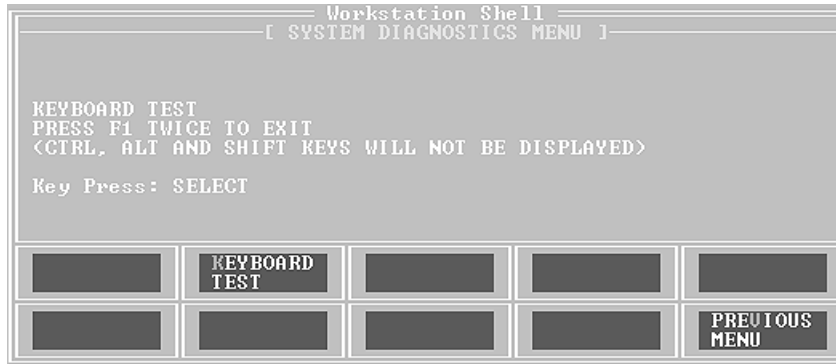 Workstation Shell
[ SYSTEM DIAGNOSTICS MENU ]
KEYBOARD TEST
PRESS F1 TWICE TO EXIT
(CTRL, ALT AND SHIFT KEYS WILL NOT BE DISPLAYED)
Key Press: SELECT
KEYBOARD
TEST
PREVIOUS
MENU